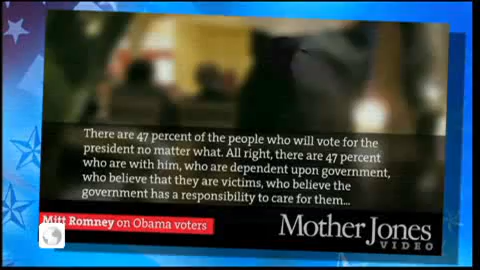 There are 47 percent of the people who will vote for the
president no matter what. All right, there are 47 percent
who are with him, who are dependent upon government,
who believe that they are victims, who believe the
government has a responsibility to care for them...
Mitt Romney on Obama voters
Mother Jones
VIDEO